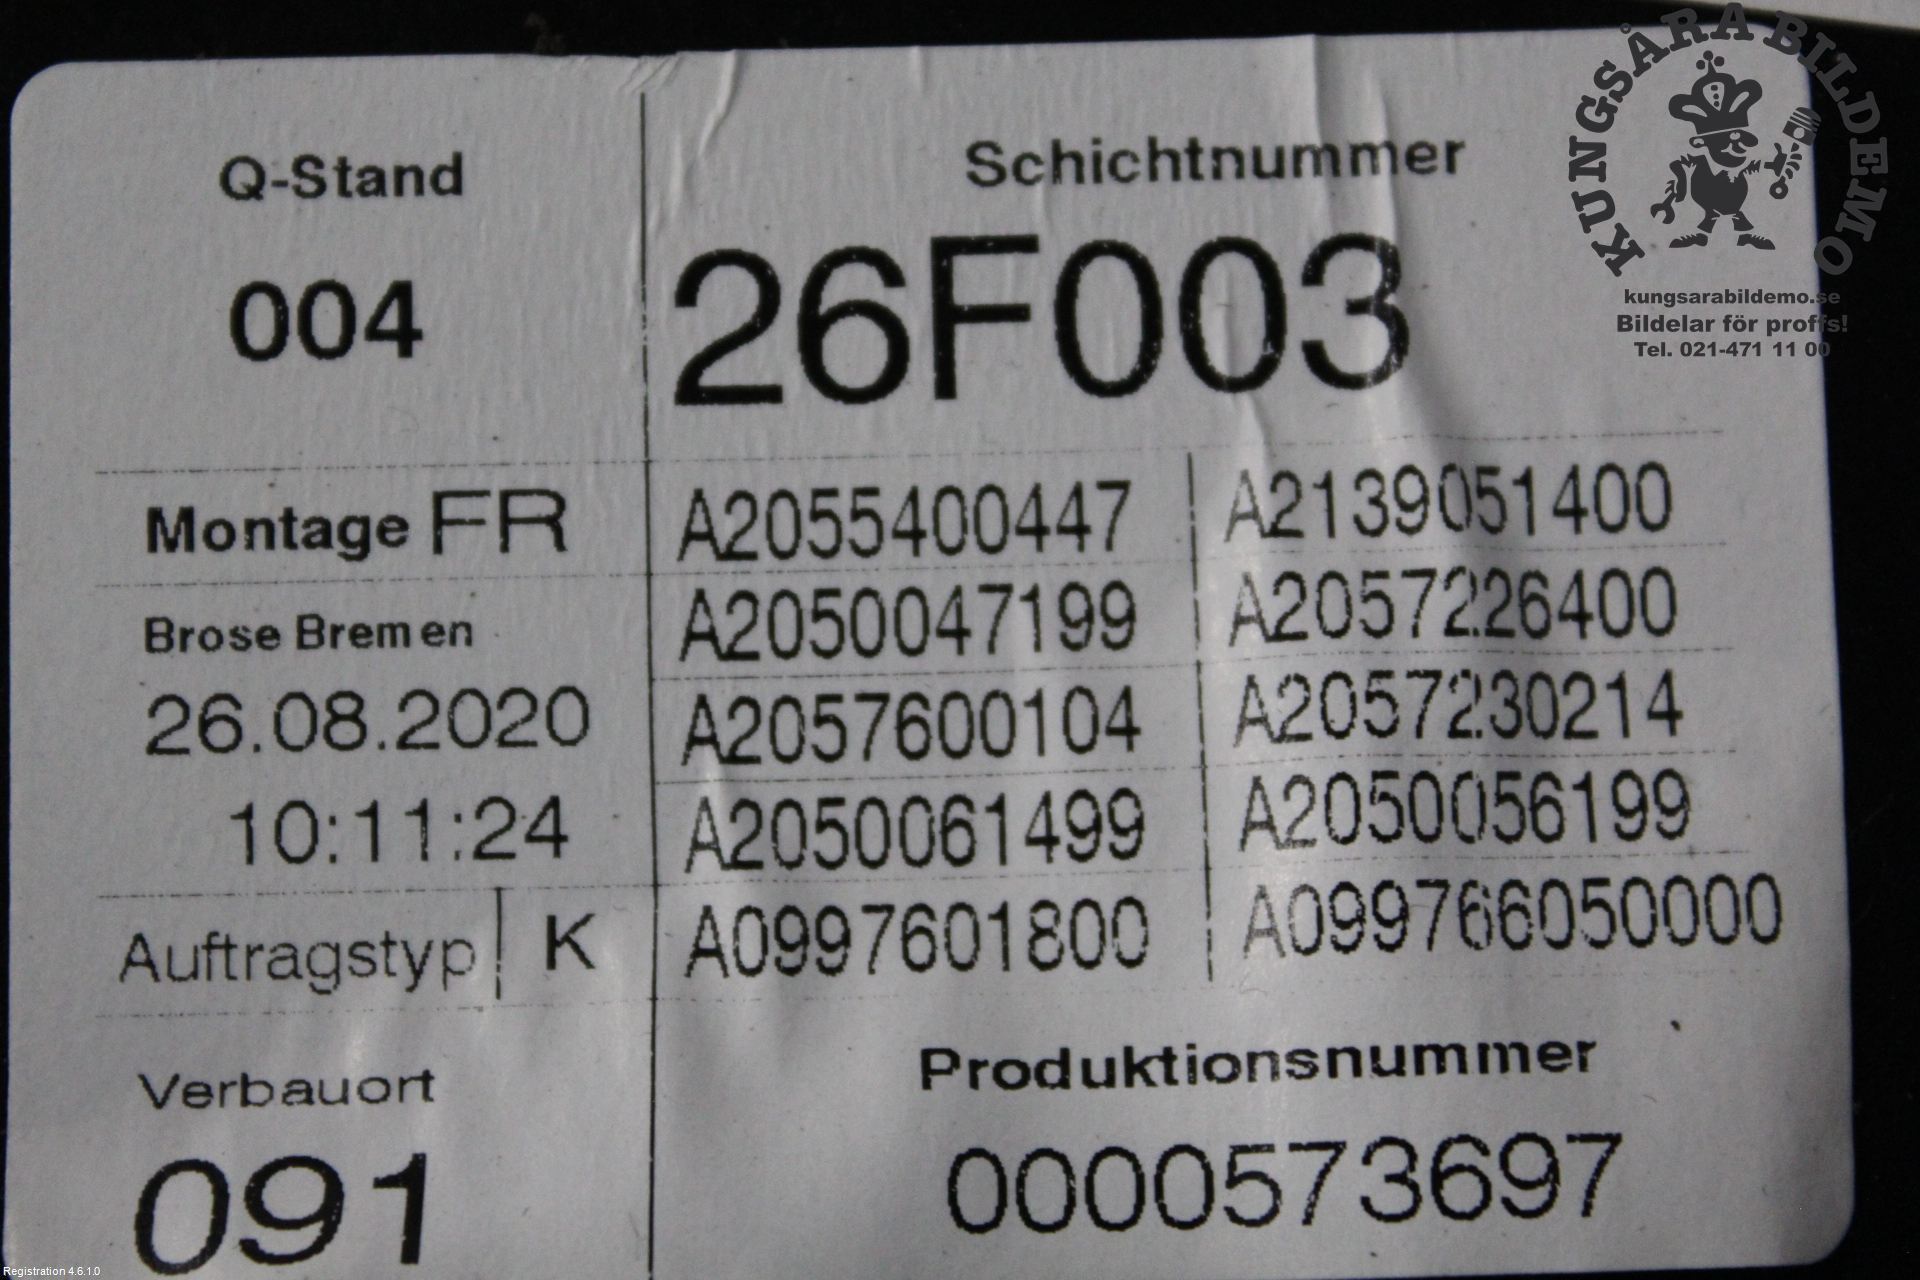 Q-Stand
004
Schichtnummer
26F003
Montage FR
Brose Bremen
26.08.2020
10:11:24
Auftragstyp K
Verbauort
091
A2055400447 A2139051400
A2050047199 A2057226400
A2057600104 A2057230214
A2050061499 A2050056199
A0997601800 A099766050000
Produktionsnummer
0000573697
KUNGSÅRA BILDEMO
kungsarabildemo.se
Bildelar för proffs!
Tel. 021-471 11 00
Registration 4.6.1.0